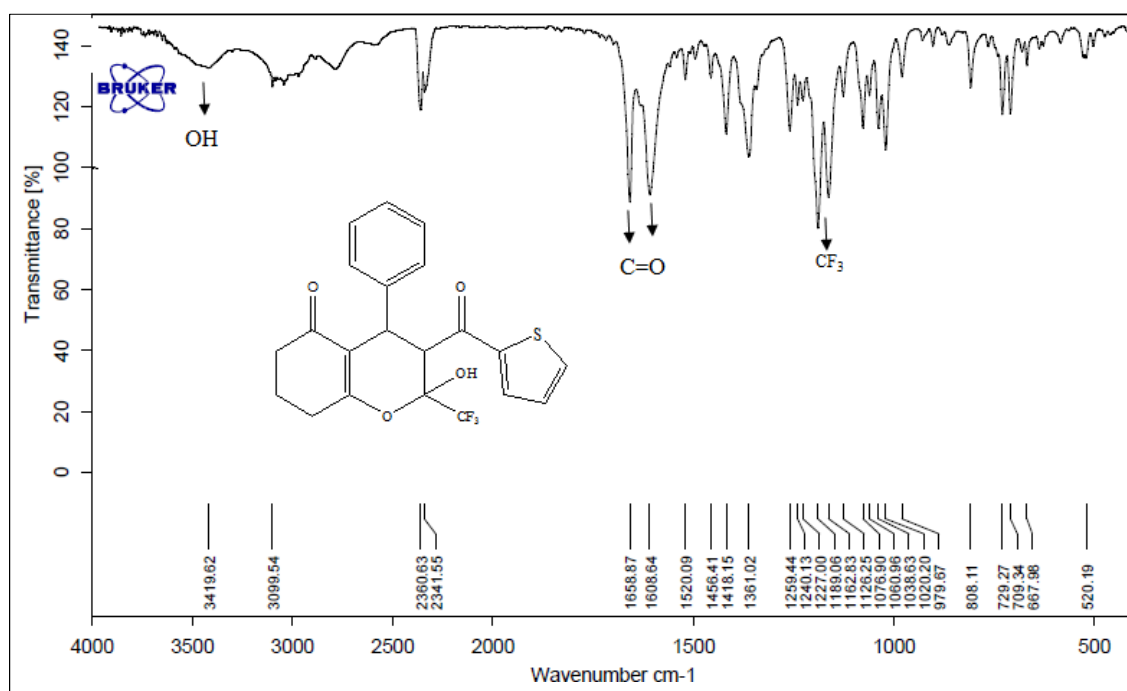 140
120
100
80
60
40
20
0
Transmittance [%]
BRUKER
OH
C=O
CF3
O
O
S
OH
O
CF3
3419.62
3099.54
2360.63
2341.55
1658.87
1608.64
1520.09
1456.41
1418.15
1361.02
1259.44
1240.13
1227.00
1189.06
1162.83
1126.25
1076.90
1060.96
1038.63
1020.20
979.67
808.11
729.27
709.34
667.98
520.19
4000 3500 3000 2500 2000 1500 1000 500
Wavenumber cm-1